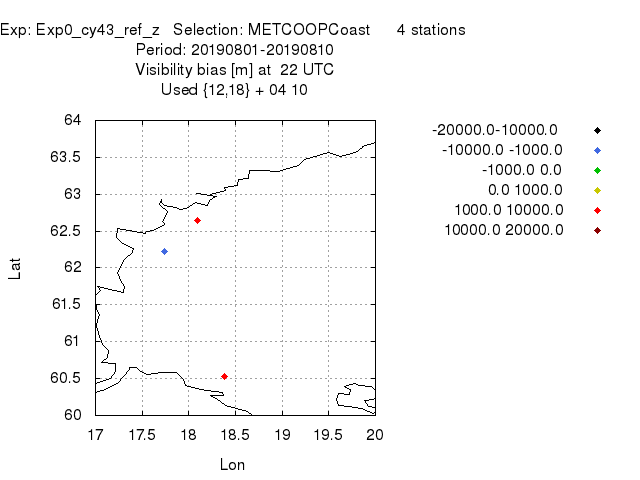 Exp: Exp0_cy43_ref_z Selection: METCOOPCoast 4 stations
Period: 20190801-20190810
Visibility bias [m] at 22 UTC
Used {12,18} + 04 10
-20000.0-10000.0
-10000.0 -1000.0
-1000.0 0.0
0.0 1000.0
1000.0 10000.0
10000.0 20000.0
64
63.5
63
62.5
62
61.5
61
60.5
60
Lat
17 17.5 18 18.5 19 19.5 20
Lon